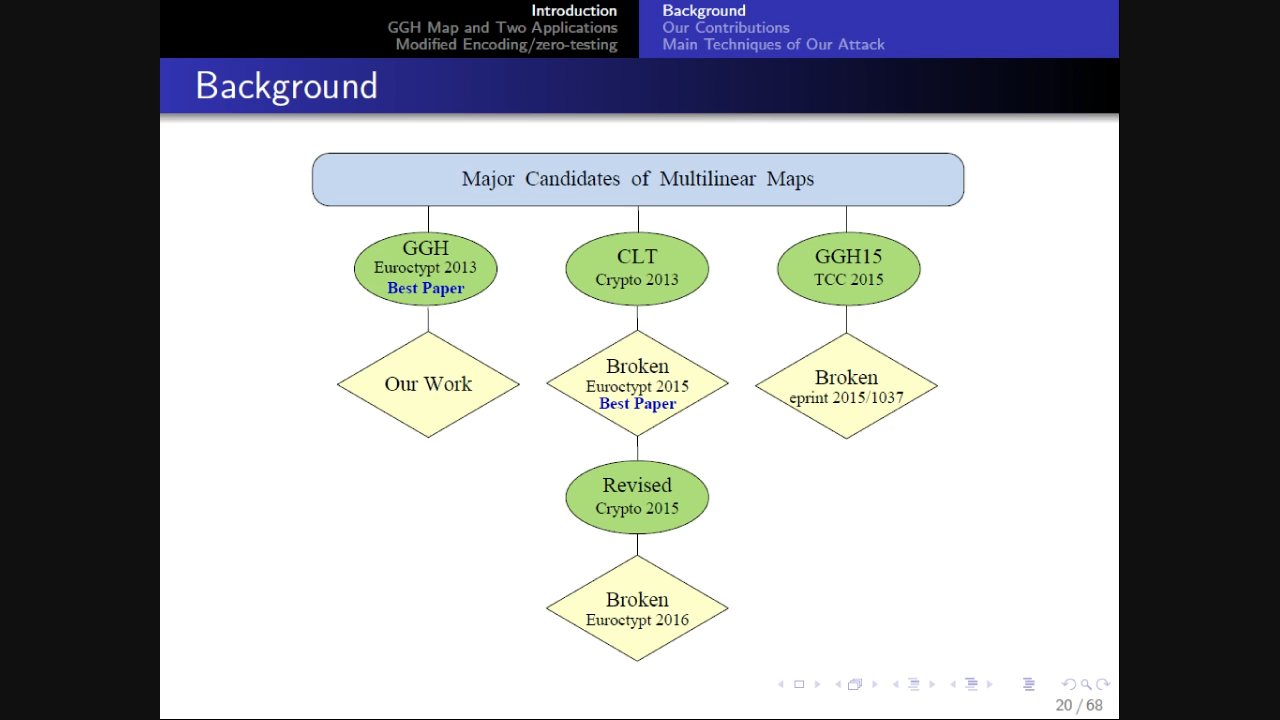 Introduction
GGH Map and Two Applications
Modified Encoding/zero-testing
Background
Our Contributions
Main Techniques of Our Attack
Background
Major Candidates of Multilinear Maps
GGH
Euroctypt 2013
Best Paper
CLT
Crypto 2013
GGH15
TCC 2015
Our Work
Broken
Euroctypt 2015
Best Paper
Broken
eprint 2015/1037
Revised
Crypto 2015
Broken
Euroctypt 2016
20 / 68